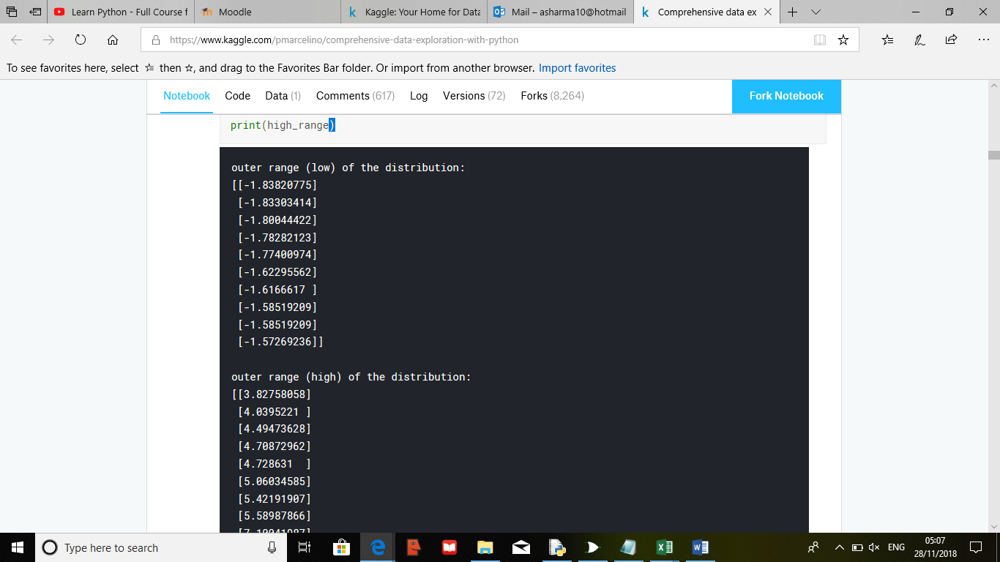 Learn Python - Full Course f
Moodle
Kaggle: Your Home for Data
Mail – asharma10@hotmail
Comprehensive data ex
https://www.kaggle.com/pmarcelino/comprehensive-data-exploration-with-python
To see favorites here, select then ☆, and drag to the Favorites Bar folder. Or import from another browser. Import favorites
Notebook Code Data (1) Comments (617) Log Versions (72) Forks (8,264) Fork Notebook
print(high_range)
outer range (low) of the distribution:
[[-1.83820775]
[-1.83303414]
[-1.80044422]
[-1.78282123]
[-1.77400974]
[-1.62295562]
[-1.6166617 ]
[-1.58519209]
[-1.58519209]
[-1.57269236]]
outer range (high) of the distribution:
[[3.82758058]
[4.0395221 ]
[4.49473628]
[4.70872962]
[4.728631  ]
[5.06034585]
[5.42191907]
[5.58987866]
Type here to search
ENG
05:07
28/11/2018